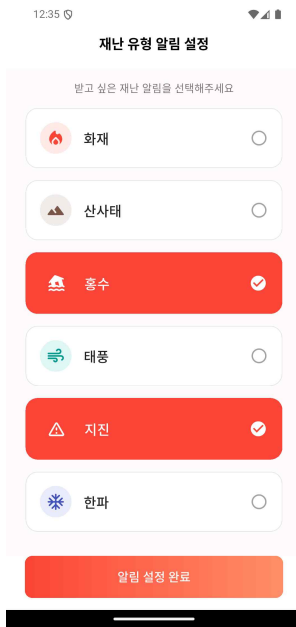 12:35
재난 유형 알림 설정
받고 싶은 재난 알림을 선택해주세요
화재
산사태
홍수
태풍
지진
한파
알림 설정 완료